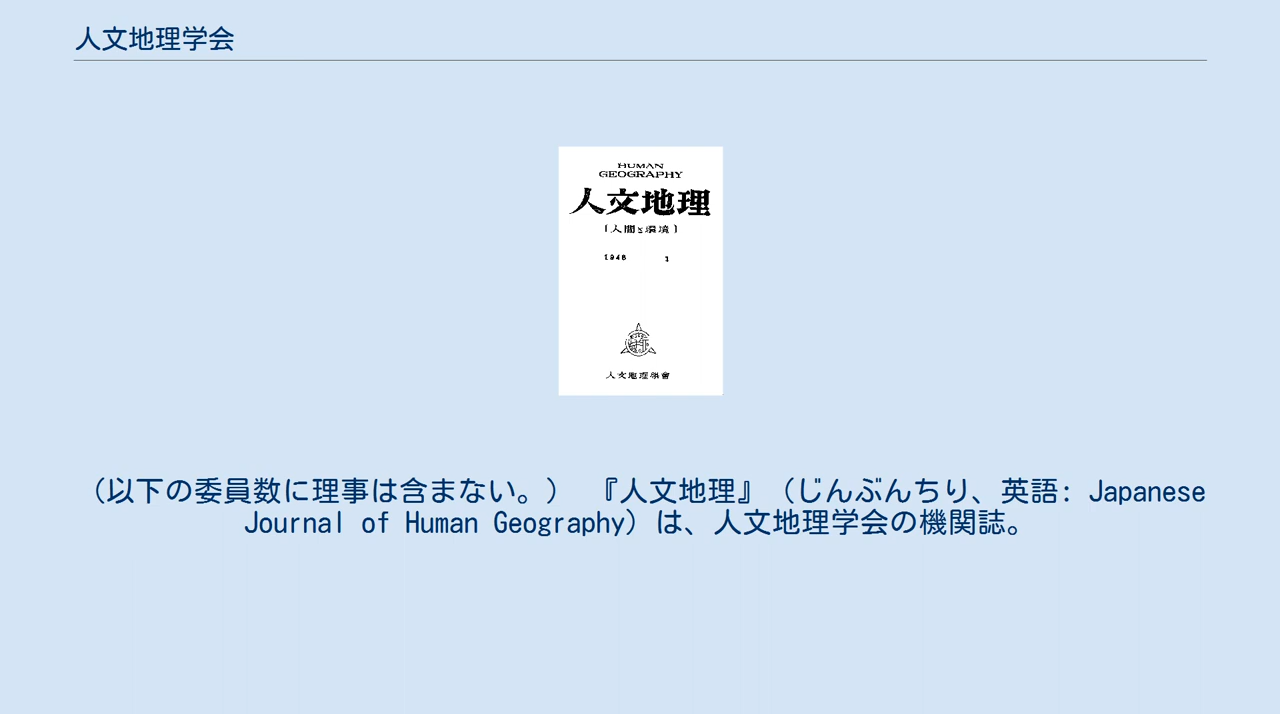 人文地理学会
HUMAN
GEOGRAPHY
人文地理
〔人間と環境〕
1948 1
人文地理學會
（以下の委員数に理事は含まない。） 『人文地理』（じんぶんちり、英語: Japanese
Journal of Human Geography）は、人文地理学会の機関誌。